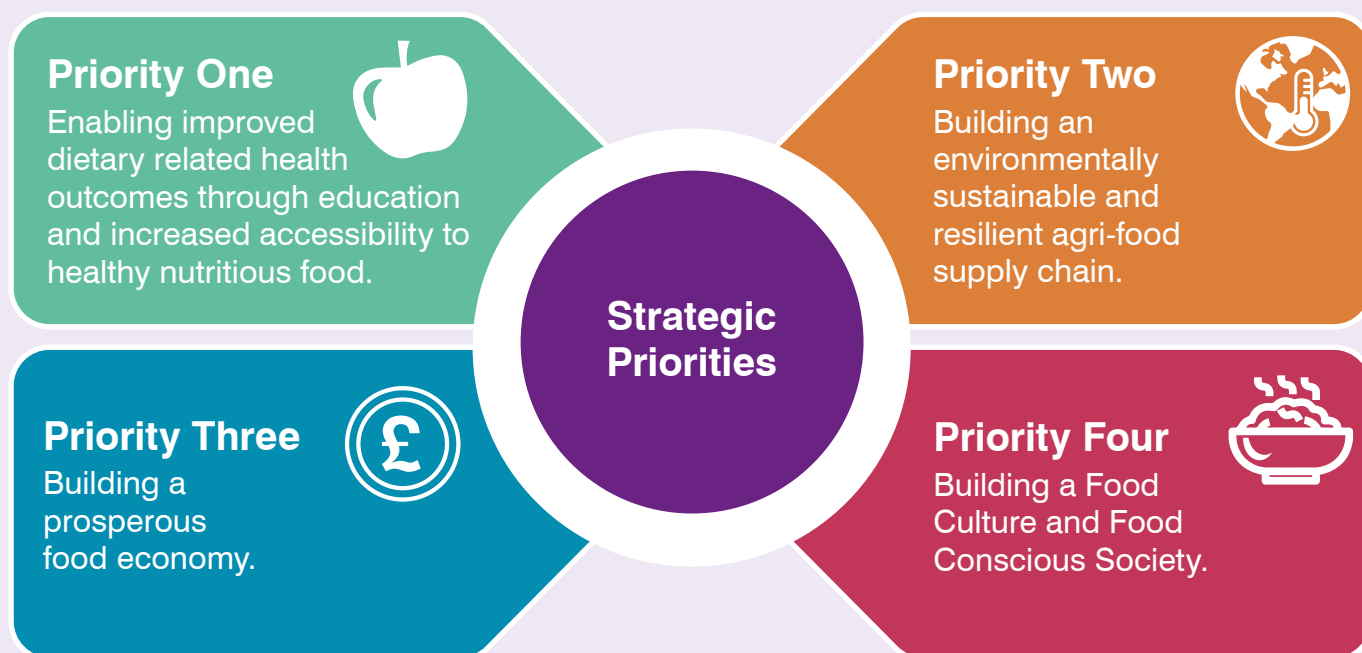 Priority One
Enabling improved
dietary related health
outcomes through education
and increased accessibility to
healthy nutritious food.
Priority Two
Building an
environmentally
sustainable and
resilient agri-food
supply chain.
Strategic
Priorities
Priority Three
£
Building a
prosperous
food economy.
Priority Four
Building a Food
Culture and Food
Conscious Society.